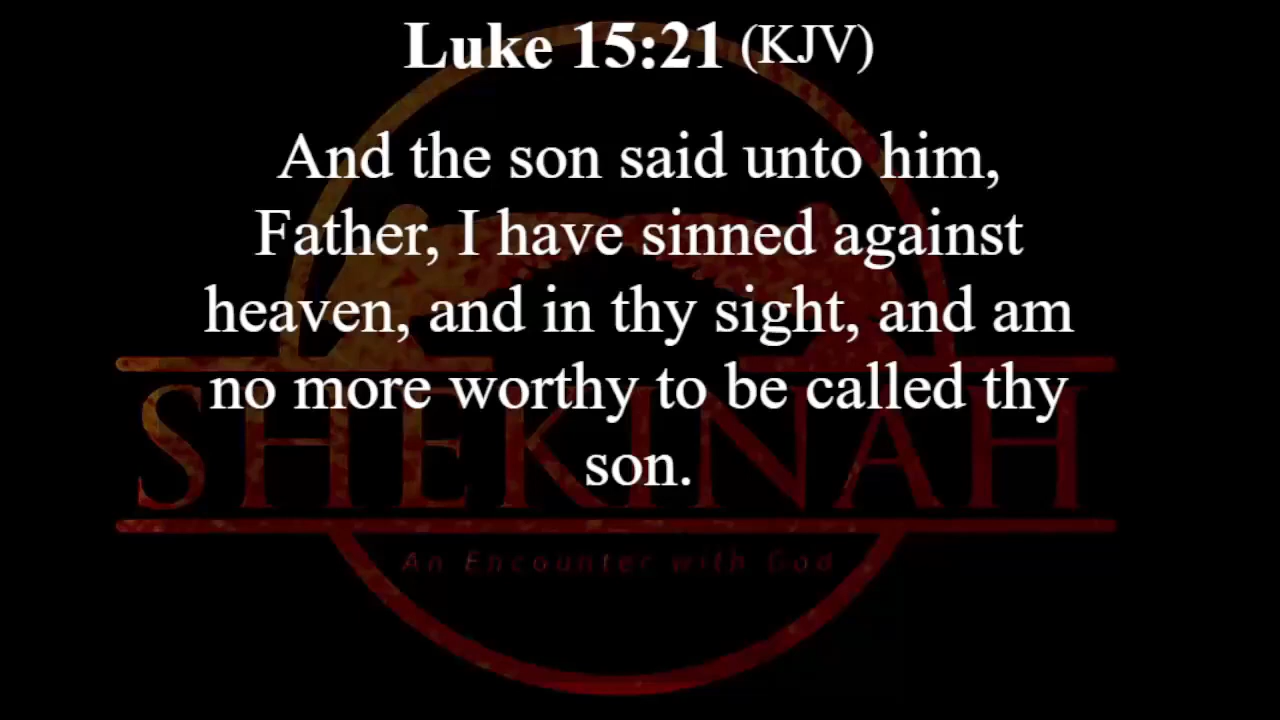 Luke 15:21 (KJV)
And the son said unto him,
Father, I have sinned against
heaven, and in thy sight, and am
no more worthy to be called thy
son.
SHEKINAH
An Encounter with God